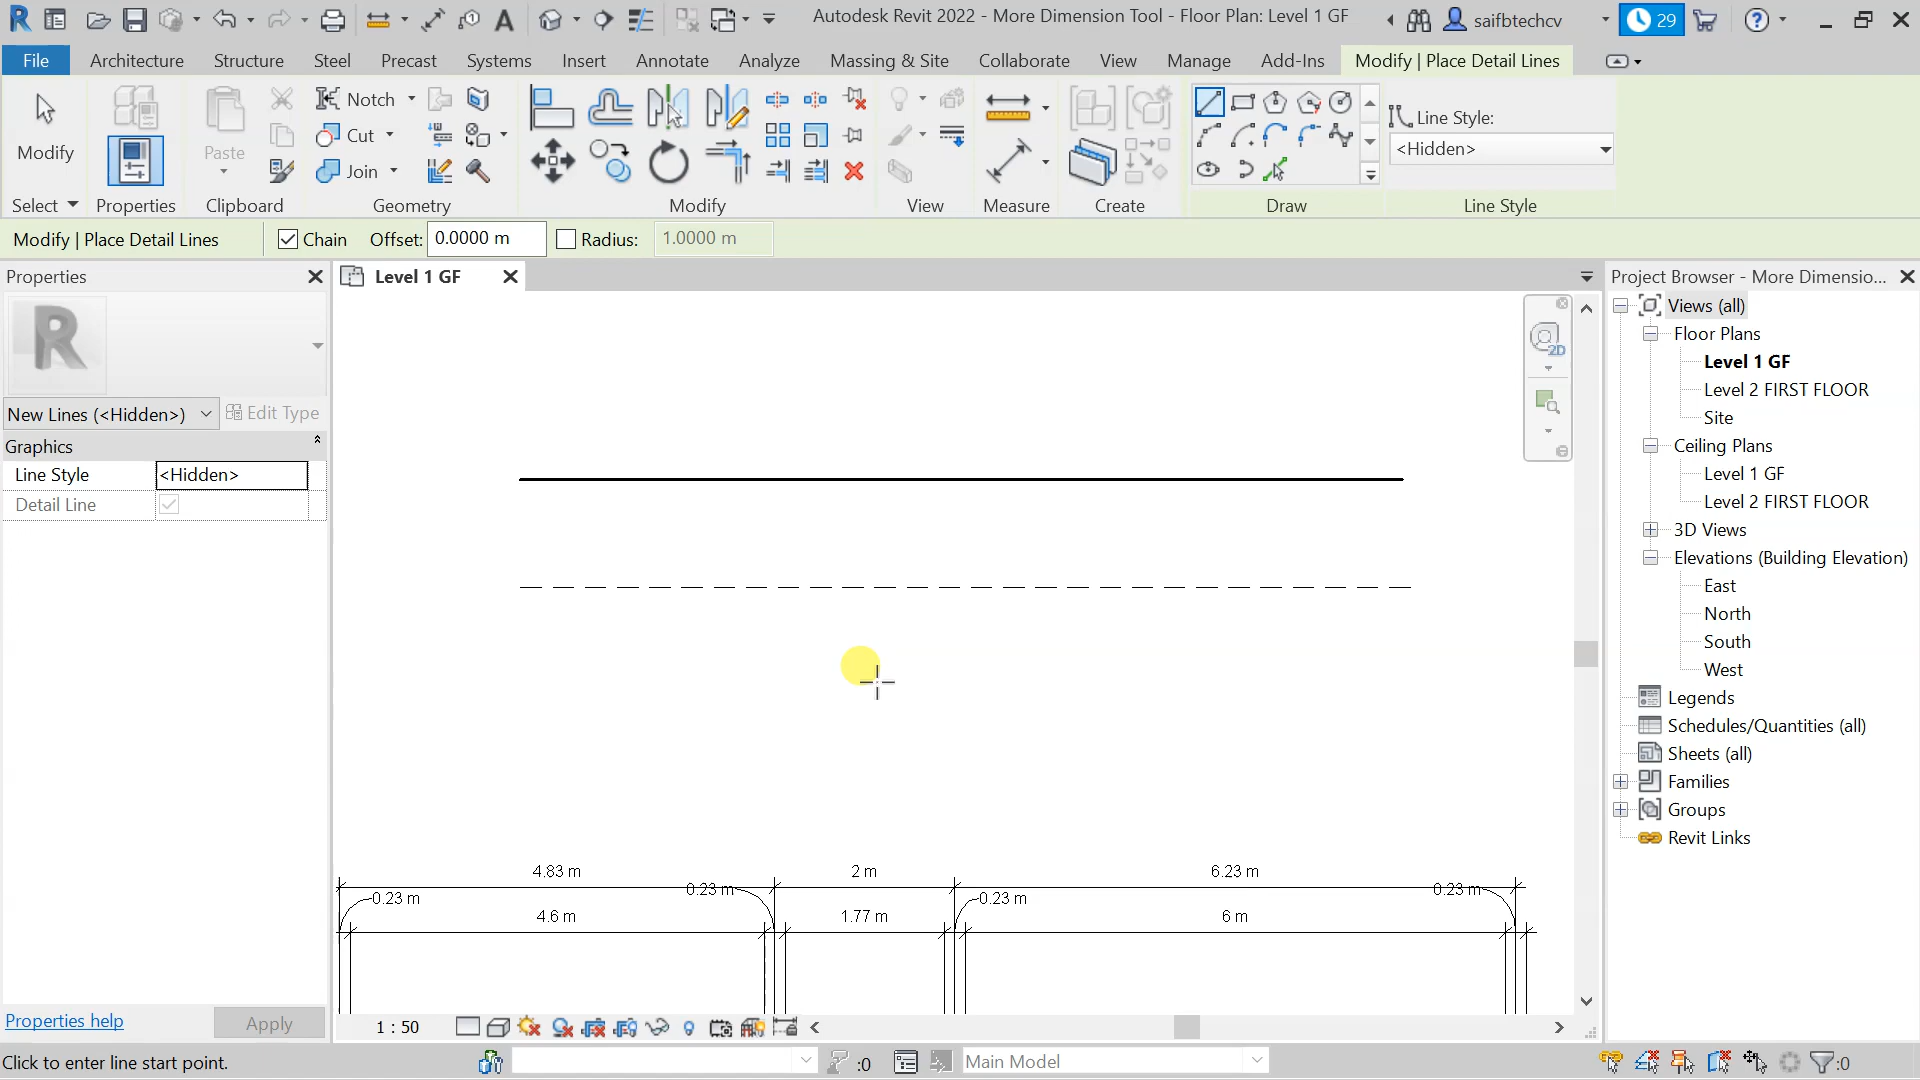 Autodesk Revit 2022 - More Dimension Tool - Floor Plan: Level 1 GF
saifbtechcv
29
File Architecture Structure Steel Precast Systems Insert Annotate Analyze Massing & Site Collaborate View Manage Add-Ins Modify | Place Detail Lines
Modify
Paste
Notch
Cut
Join
Line Style:
<Hidden>
Select Properties Clipboard Geometry Modify View Measure Create Draw Line Style
Modify | Place Detail Lines Chain Offset: 0.0000 m Radius: 1.0000 m
Properties
Level 1 GF
Project Browser - More Dimensio...
R
New Lines (<Hidden>) Edit Type
Graphics
Line Style <Hidden>
Detail Line
2D
Views (all)
Floor Plans
Level 1 GF
Level 2 FIRST FLOOR
Site
Ceiling Plans
Level 1 GF
Level 2 FIRST FLOOR
3D Views
Elevations (Building Elevation)
East
North
South
West
Legends
Schedules/Quantities (all)
Sheets (all)
Families
Groups
Revit Links
4.83 m 2 m 6.23 m
0.23 m 0.23 m 0.23 m 0.23 m
4.6 m 1.77 m 6 m
Properties help Apply
1 : 50
Click to enter line start point.
:0
Main Model
:0